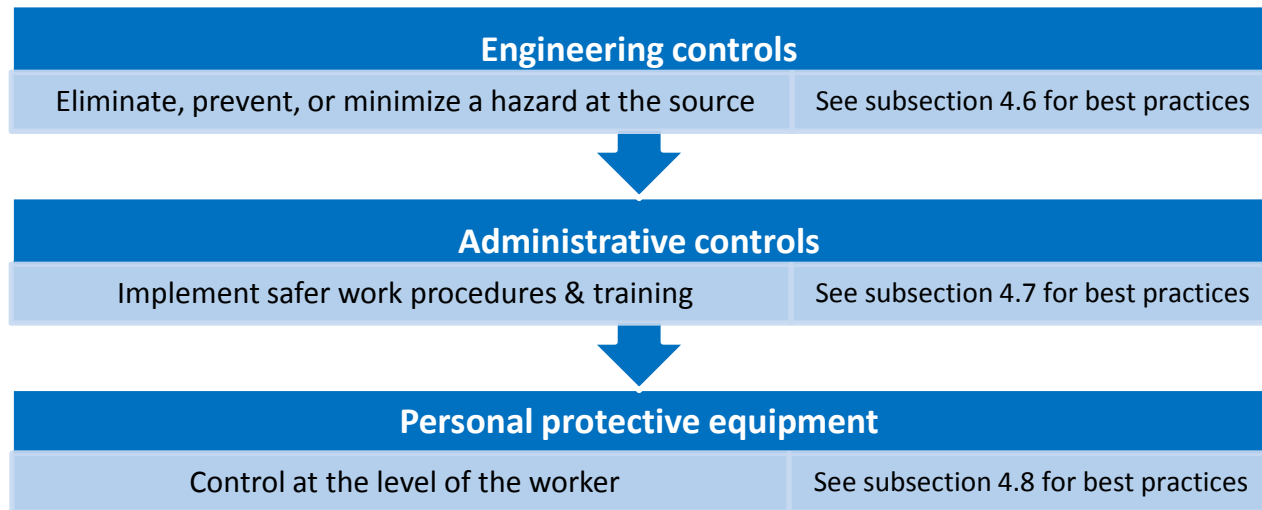 Engineering controls
Eliminate, prevent, or minimize a hazard at the source
See subsection 4.6 for best practices
Administrative controls
Implement safer work procedures & training
See subsection 4.7 for best practices
Personal protective equipment
Control at the level of the worker
See subsection 4.8 for best practices